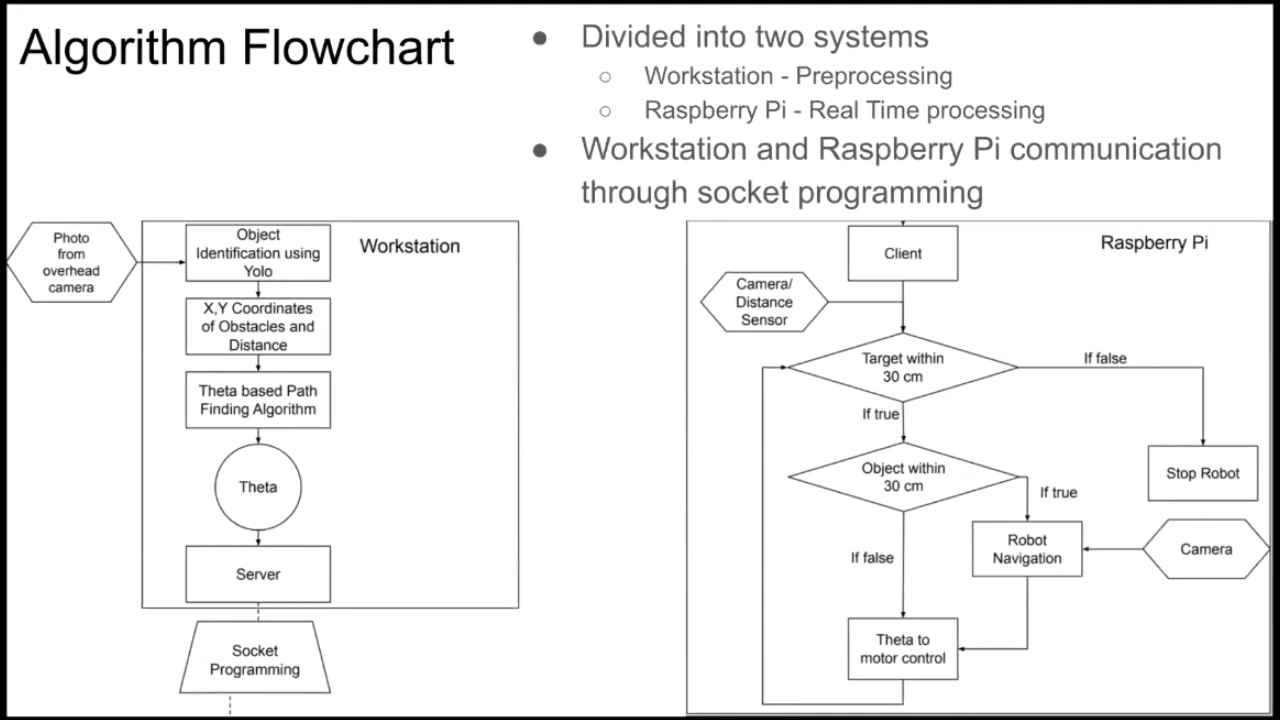 Algorithm Flowchart
● Divided into two systems
○ Workstation - Preprocessing
○ Raspberry Pi - Real Time processing
● Workstation and Raspberry Pi communication
through socket programming
Photo
from
overhead
camera
Object
Identification using
Yolo
Workstation
X,Y Coordinates
of Obstacles and
Distance
Theta based Path
Finding Algorithm
Theta
Server
Socket
Programming
Raspberry Pi
Client
Camera/
Distance
Sensor
Target within
30 cm
If false
If true
Object within
30 cm
Stop Robot
If true
Robot
Navigation
Camera
If false
Theta to
motor control